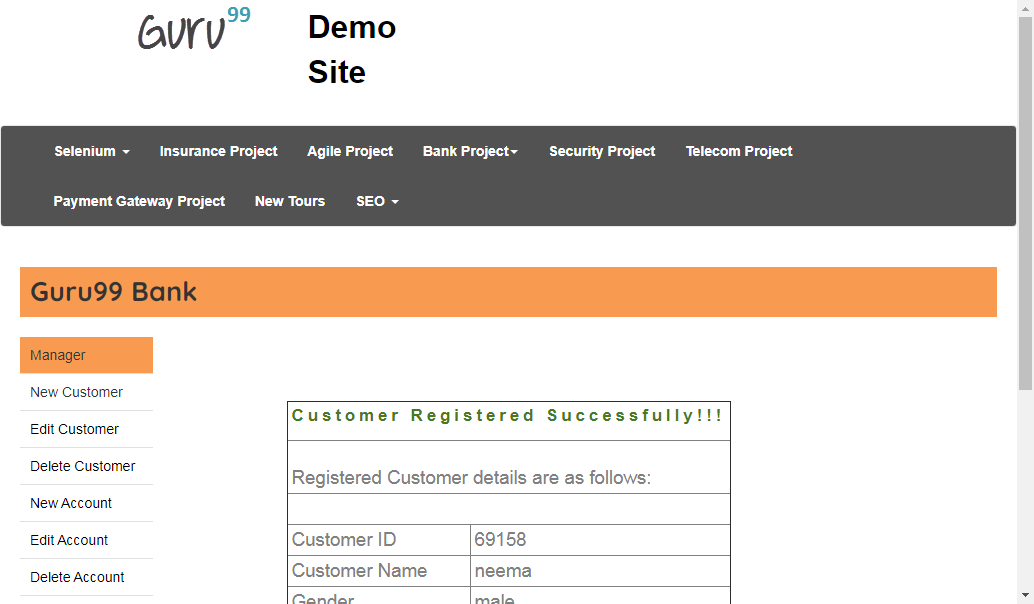 Guru99
Demo
Site
Selenium
Insurance Project
Agile Project
Bank Project
Security Project
Telecom Project
Payment Gateway Project
New Tours
SEO
Guru99 Bank
Manager
New Customer
Edit Customer
Delete Customer
New Account
Edit Account
Delete Account
Customer Registered Successfully!!!
Registered Customer details are as follows:
Customer ID 69158
Customer Name neema
Gender male